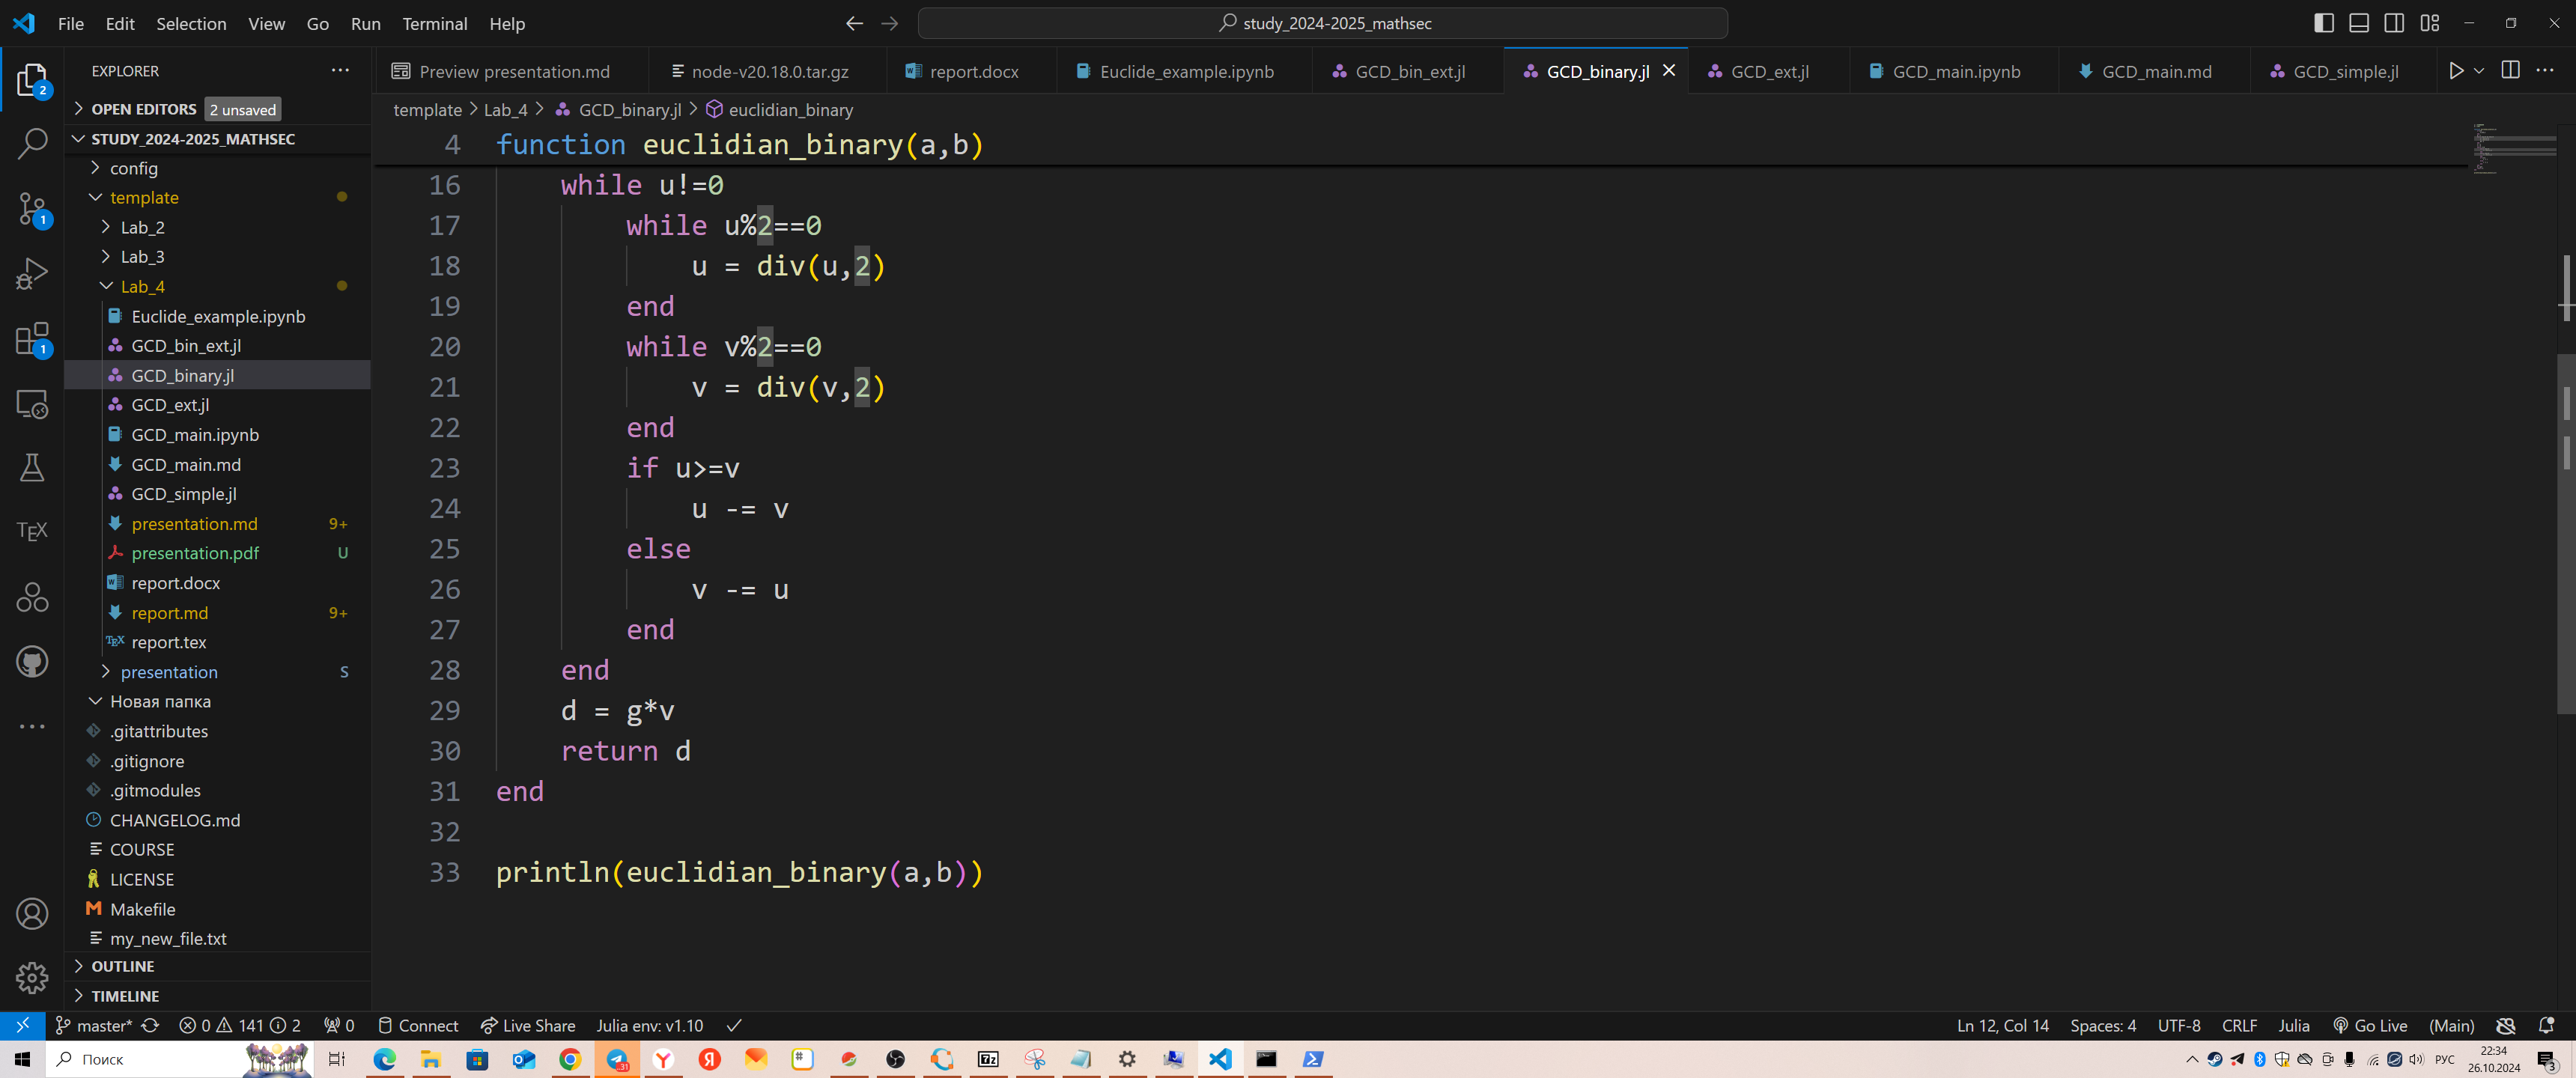 File Edit Selection View Go Run Terminal Help
study_2024-2025_mathsec
EXPLORER
OPEN EDITORS 2 unsaved
STUDY_2024-2025_MATHSEC
config
template
Lab_2
Lab_3
Lab_4
Euclide_example.ipynb
GCD_bin_ext.jl
GCD_binary.jl
GCD_ext.jl
GCD_main.ipynb
GCD_main.md
GCD_simple.jl
presentation.md 9+
presentation.pdf U
report.docx
report.md 9+
report.tex
presentation S
Новая папка
.gitattributes
.gitignore
.gitmodules
CHANGELOG.md
COURSE
LICENSE
Makefile
my_new_file.txt
OUTLINE
TIMELINE
2
1
1
TEX
Preview presentation.md node-v20.18.0.tar.gz report.docx Euclide_example.ipynb GCD_bin_ext.jl GCD_binary.jl GCD_ext.jl GCD_main.ipynb GCD_main.md GCD_simple.jl
template > Lab_4 > GCD_binary.jl > euclidian_binary
4 function euclidian_binary(a,b)
16 while u!=0
17 while u%2==0
18 u = div(u,2)
19 end
20 while v%2==0
21 v = div(v,2)
22 end
23 if u>=v
24 u -= v
25 else
26 v -= u
27 end
28 end
29 d = g*v
30 return d
31 end
32
33 println(euclidian_binary(a,b))
master* 0 141 2 0 Connect Live Share Julia env: v1.10 Ln 12, Col 14 Spaces: 4 UTF-8 CRLF Julia Go Live (Main)
Поиск
РУС
22:34
26.10.2024
3